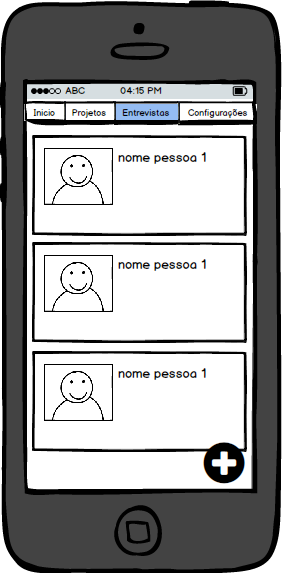 ABC 04:15 PM
Inicio Projetos Entrevistas Configurações
nome pessoa 1
nome pessoa 1
nome pessoa 1